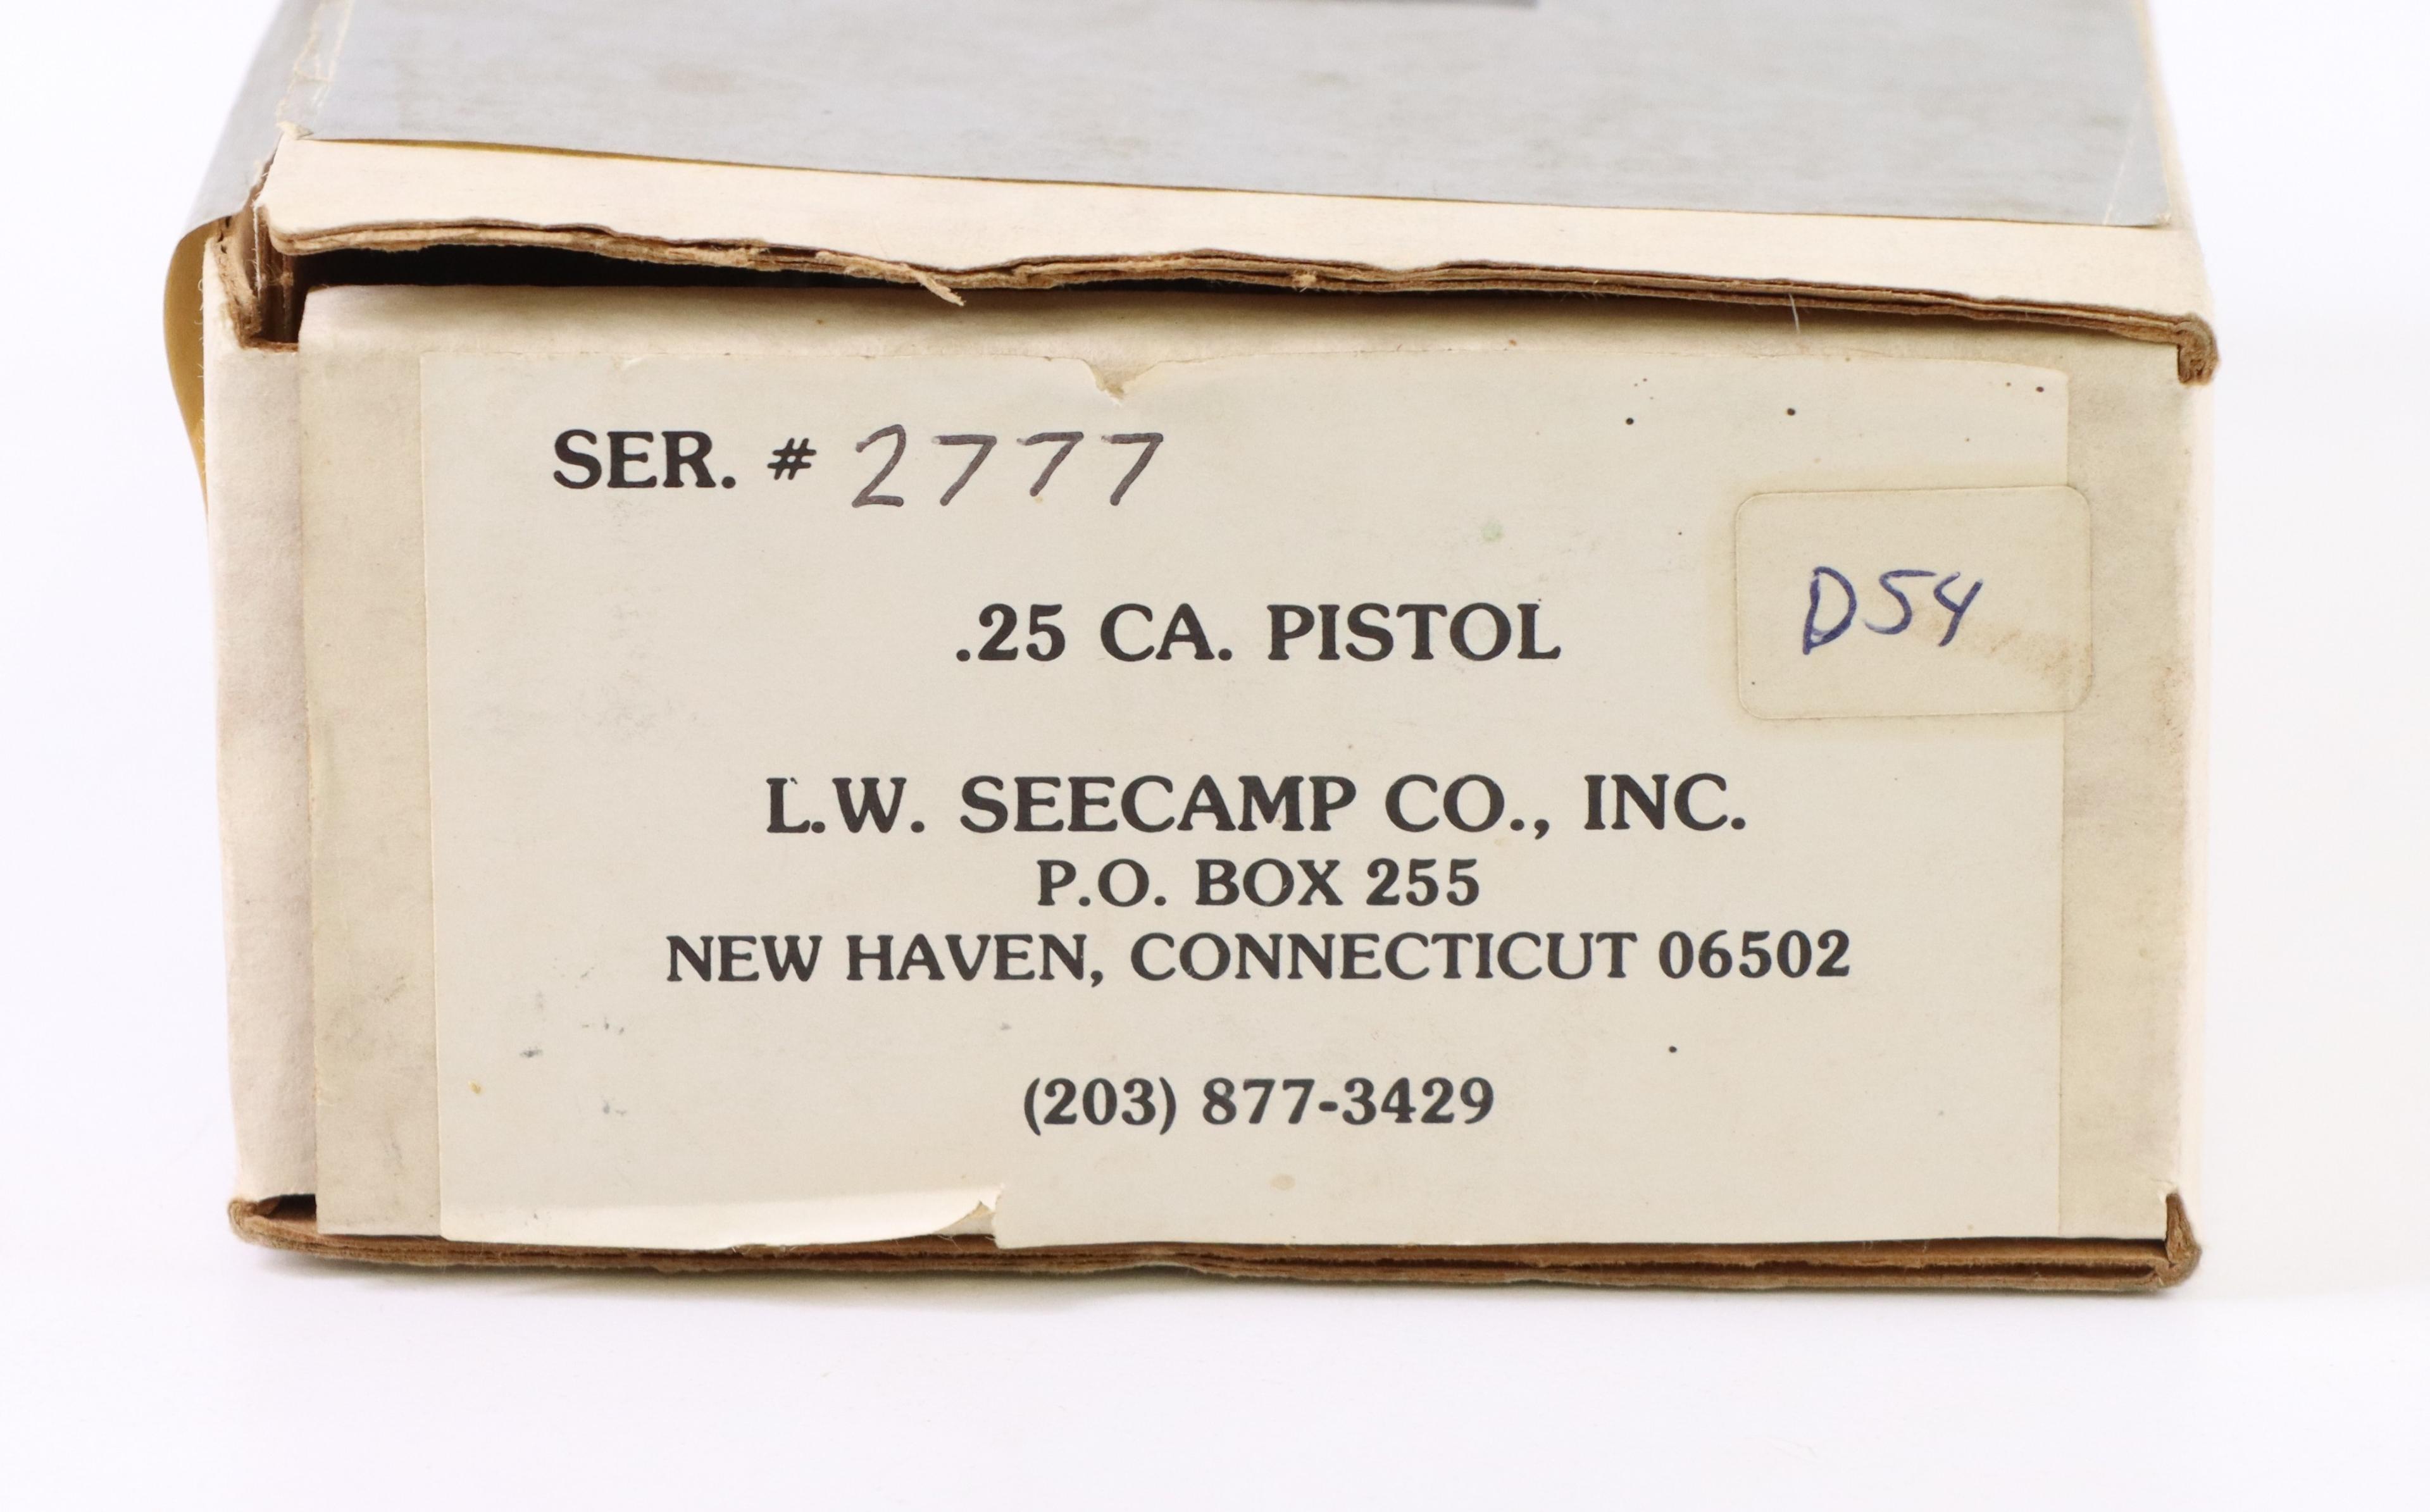 SER. # 2777
.25 CA. PISTOL
D54
L.W. SEECAMP CO., INC.
P.O. BOX 255
NEW HAVEN, CONNECTICUT 06502
(203) 877-3429